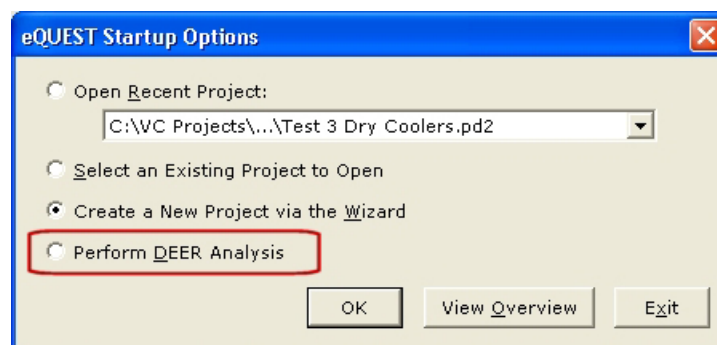 eQUEST Startup Options
Open Recent Project:
C:\VC Projects\...\Test 3 Dry Coolers.pd2
Select an Existing Project to Open
Create a New Project via the Wizard
Perform DEER Analysis
OK View Overview Exit